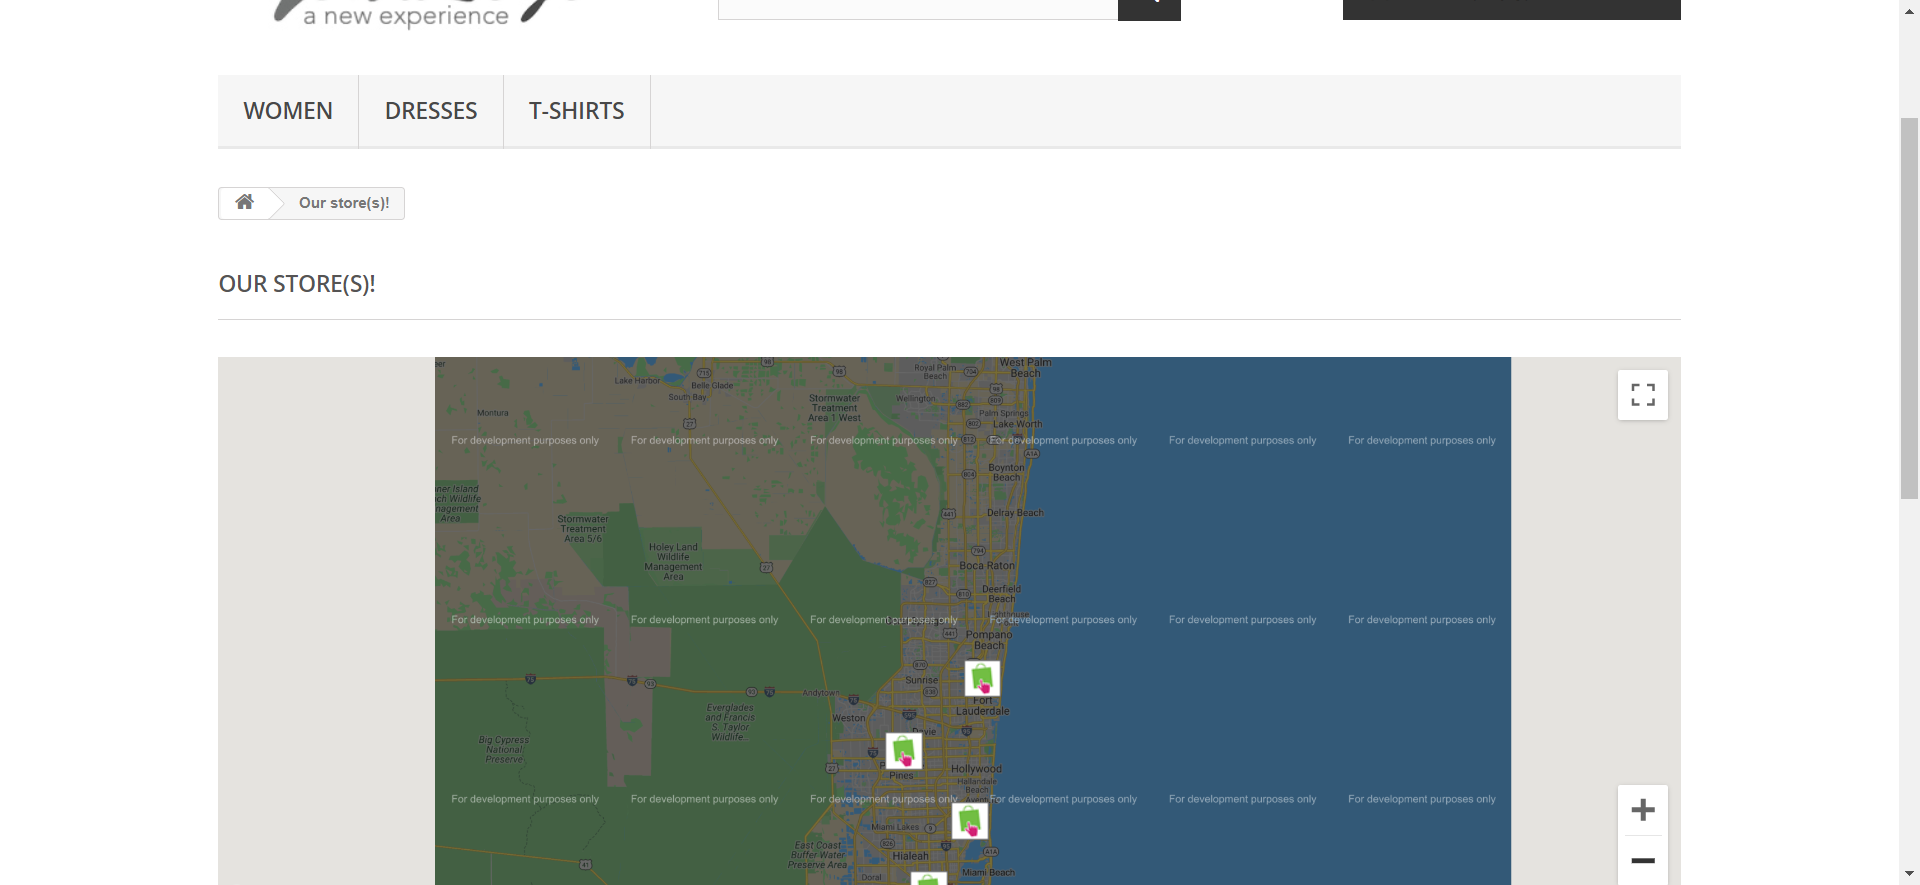 a new experience
WOMEN
DRESSES
T-SHIRTS
Our store(s)!
OUR STORE(S)!
West Palm
Beach
Royal Palm
Beach
Lake Harbor
Belle Glade
South Bay
Wellington
Stormwater
Treatment
Area 1 West
Montura
Palm Springs
Lake Worth
For development purposes only
For development purposes only
For development purposes only
For development purposes only
For development purposes only
For development purposes only
Boynton
Beach
Area
Delray Beach
Stormwater
Treatment
Area 5/6
Holey Land
Wildlife
Management
Area
Boca Raton
Deerfield
Beach
For development purposes only
For development purposes only
For development purposes only
For development purposes only
For development purposes only
For development purposes only
Pompano
Beach
Sunrise
Andytown
Fort
Lauderdale
Everglades
and Francis
S. Taylor
Wildlife..
Weston
Big Cypress
National
Preserve
Pines
Hollywood
Hallandale
Beach
For development purposes only
For development purposes only
For development purposes only
For development purposes only
For development purposes only
For development purposes only
Miami Lakes
Hialeah
East Coast
Buffer Water
Preserve Area
Miami Beach
Doral